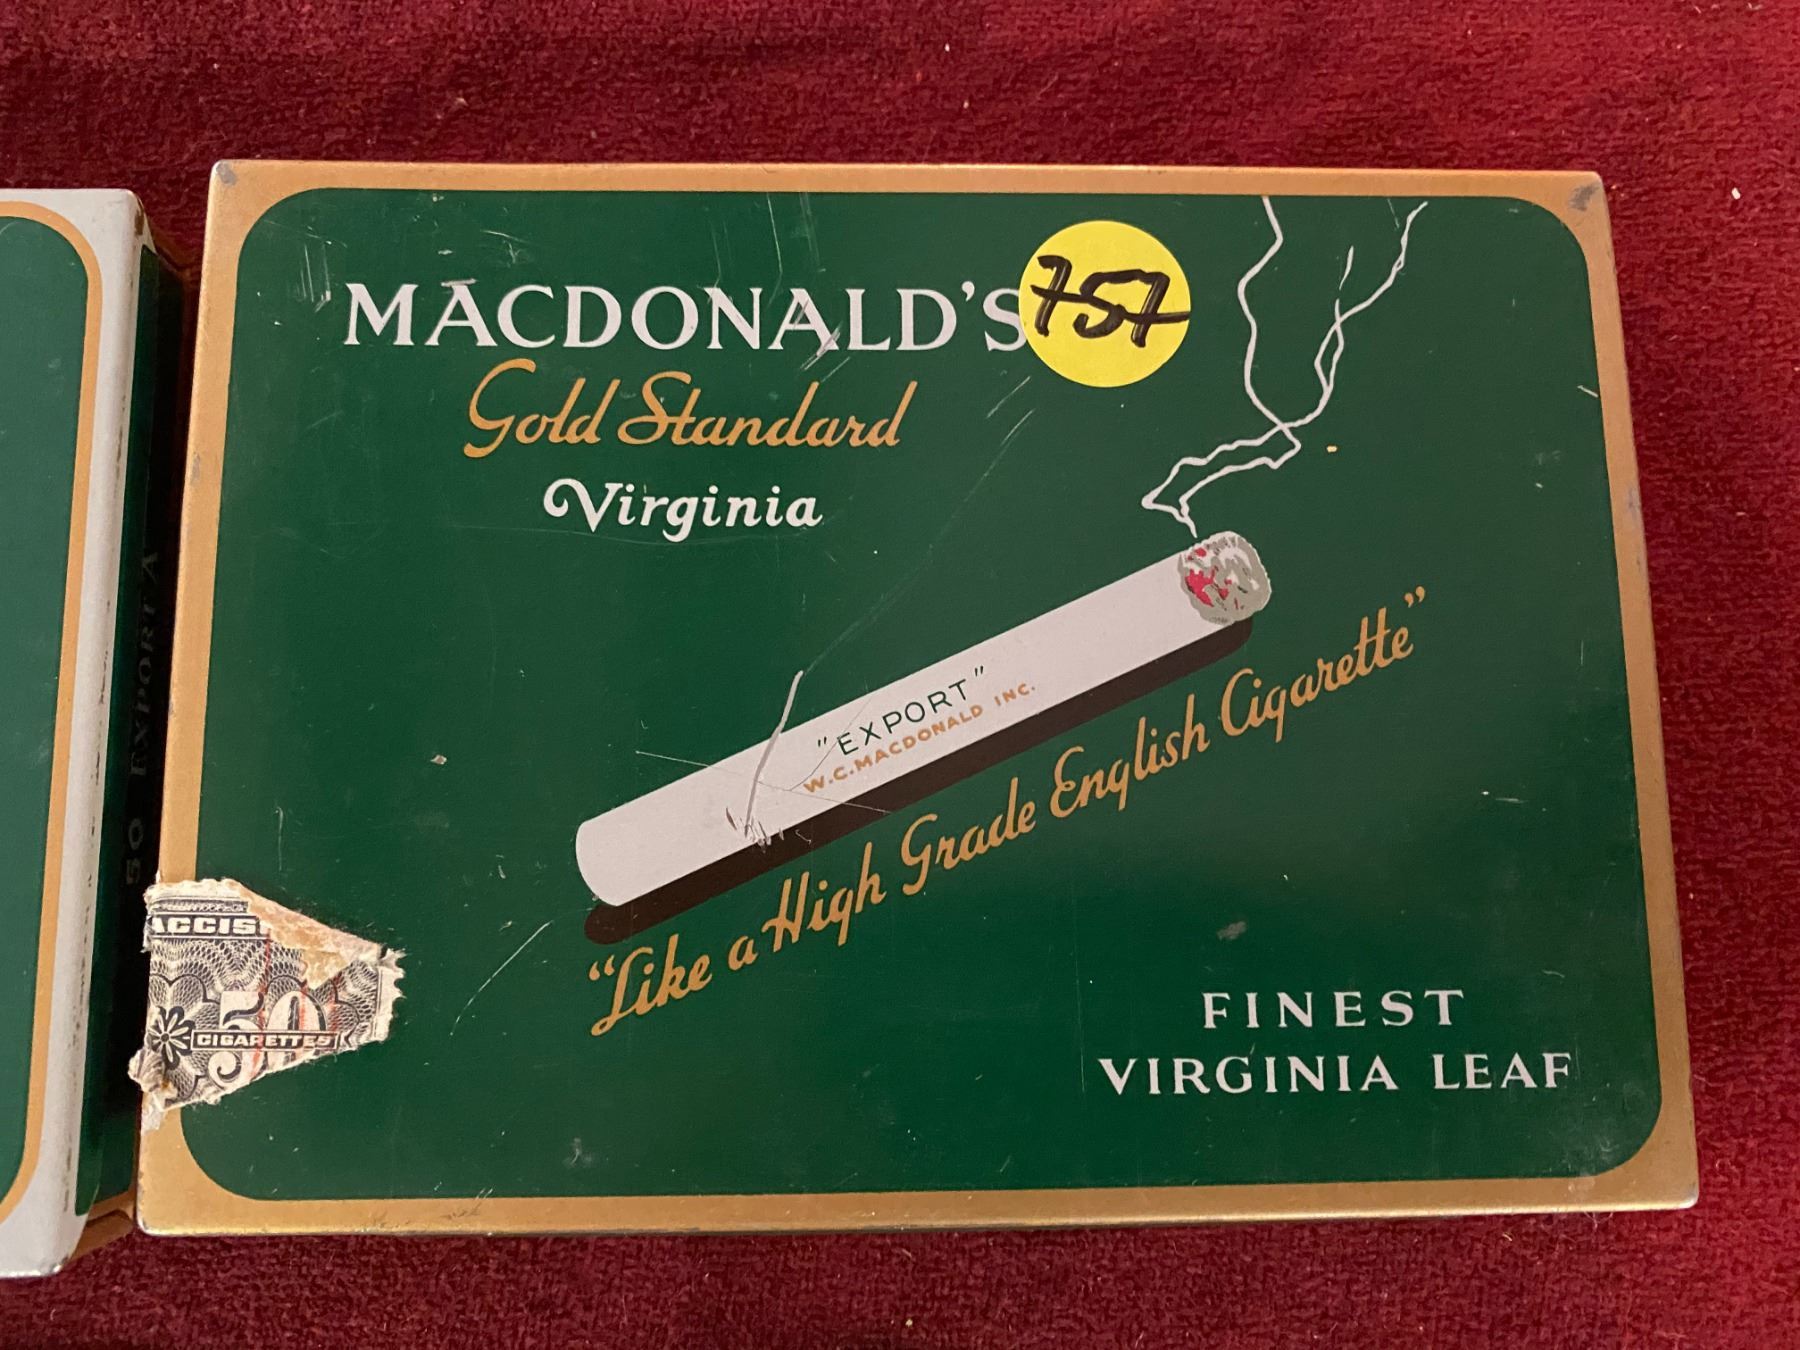 MACDONALD'S
757
Gold Standard
Virginia
"EXPORT"
W.C. MACDONALD INC.
"Like a High Grade English Cigarette"
FINEST
VIRGINIA LEAF
50
CIGARETTES
50 EXPORT A